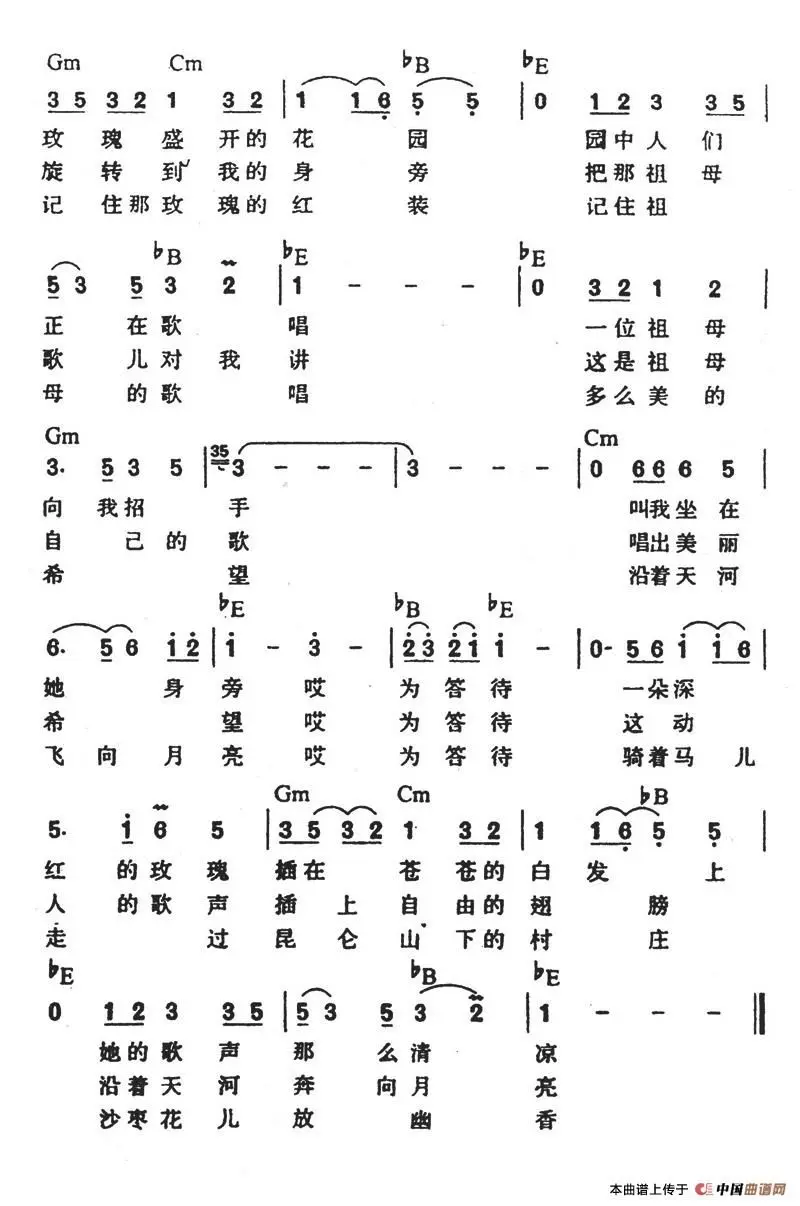 Gm Cm ♭B ♭E
3 5 3 2 1 3 2 | 1 1 6 5 5 | 0 1 2 3 3 5 |
玫 瑰 盛 开 的 花 园 园 中 人 们
旋 转 到 我 的 身 旁 把 那 祖 母
记 住 那 玫 瑰 的 红 装 记 住 祖
♭B ♭E ♭E
5 3 5 3 2 | 1 - - - | 0 3 2 1 2 |
正 在 歌 唱 一 位 祖 母
歌 儿 对 我 讲 这 是 祖 母
母 的 歌 唱 多 么 美 的
Gm Cm
3. 5 3 5 | 35 3 - - - | 3 - - - | 0 6 6 6 5 |
向 我 招 手 叫 我 坐 在
自 己 的 歌 唱 出 美 丽
希 望 沿 着 天 河
♭E ♭B ♭E
6. 5 6 1 2 | 1 - 3 - | 2 3 2 1 1 - | 0 - 5 6 1 1 6 |
她 身 旁 哎 为 答 待 一 朵 深
希 望 哎 为 答 待 这 动
飞 向 月 亮 哎 为 答 待 骑 着 马 儿
Gm Cm ♭B
5. 1 6 5 | 3 5 3 2 1 3 2 | 1 1 6 5 5 |
红 的 玫 瑰 插 在 苍 苍 的 白 发 上
人 的 歌 声 插 上 自 由 的 翅 膀
走 过 昆 仑 山 下 的 村 庄
♭E ♭B ♭E
0 1 2 3 3 5 | 5 3 5 3 2 | 1 - - - ‖
她 的 歌 声 那 么 清 凉
沿 着 天 河 奔 向 月 亮
沙 枣 花 儿 放 幽 香
本曲谱上传于 中国曲谱网